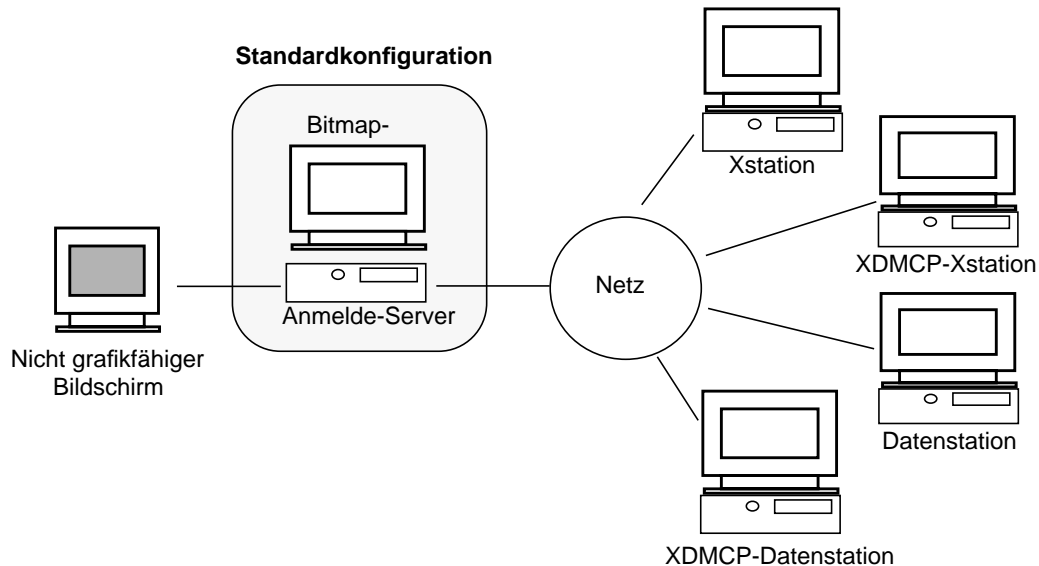 Standardkonfiguration
Bitmap-
Anmelde-Server
Nicht grafikfähiger
Bildschirm
Netz
Xstation
XDMCP-Xstation
Datenstation
XDMCP-Datenstation